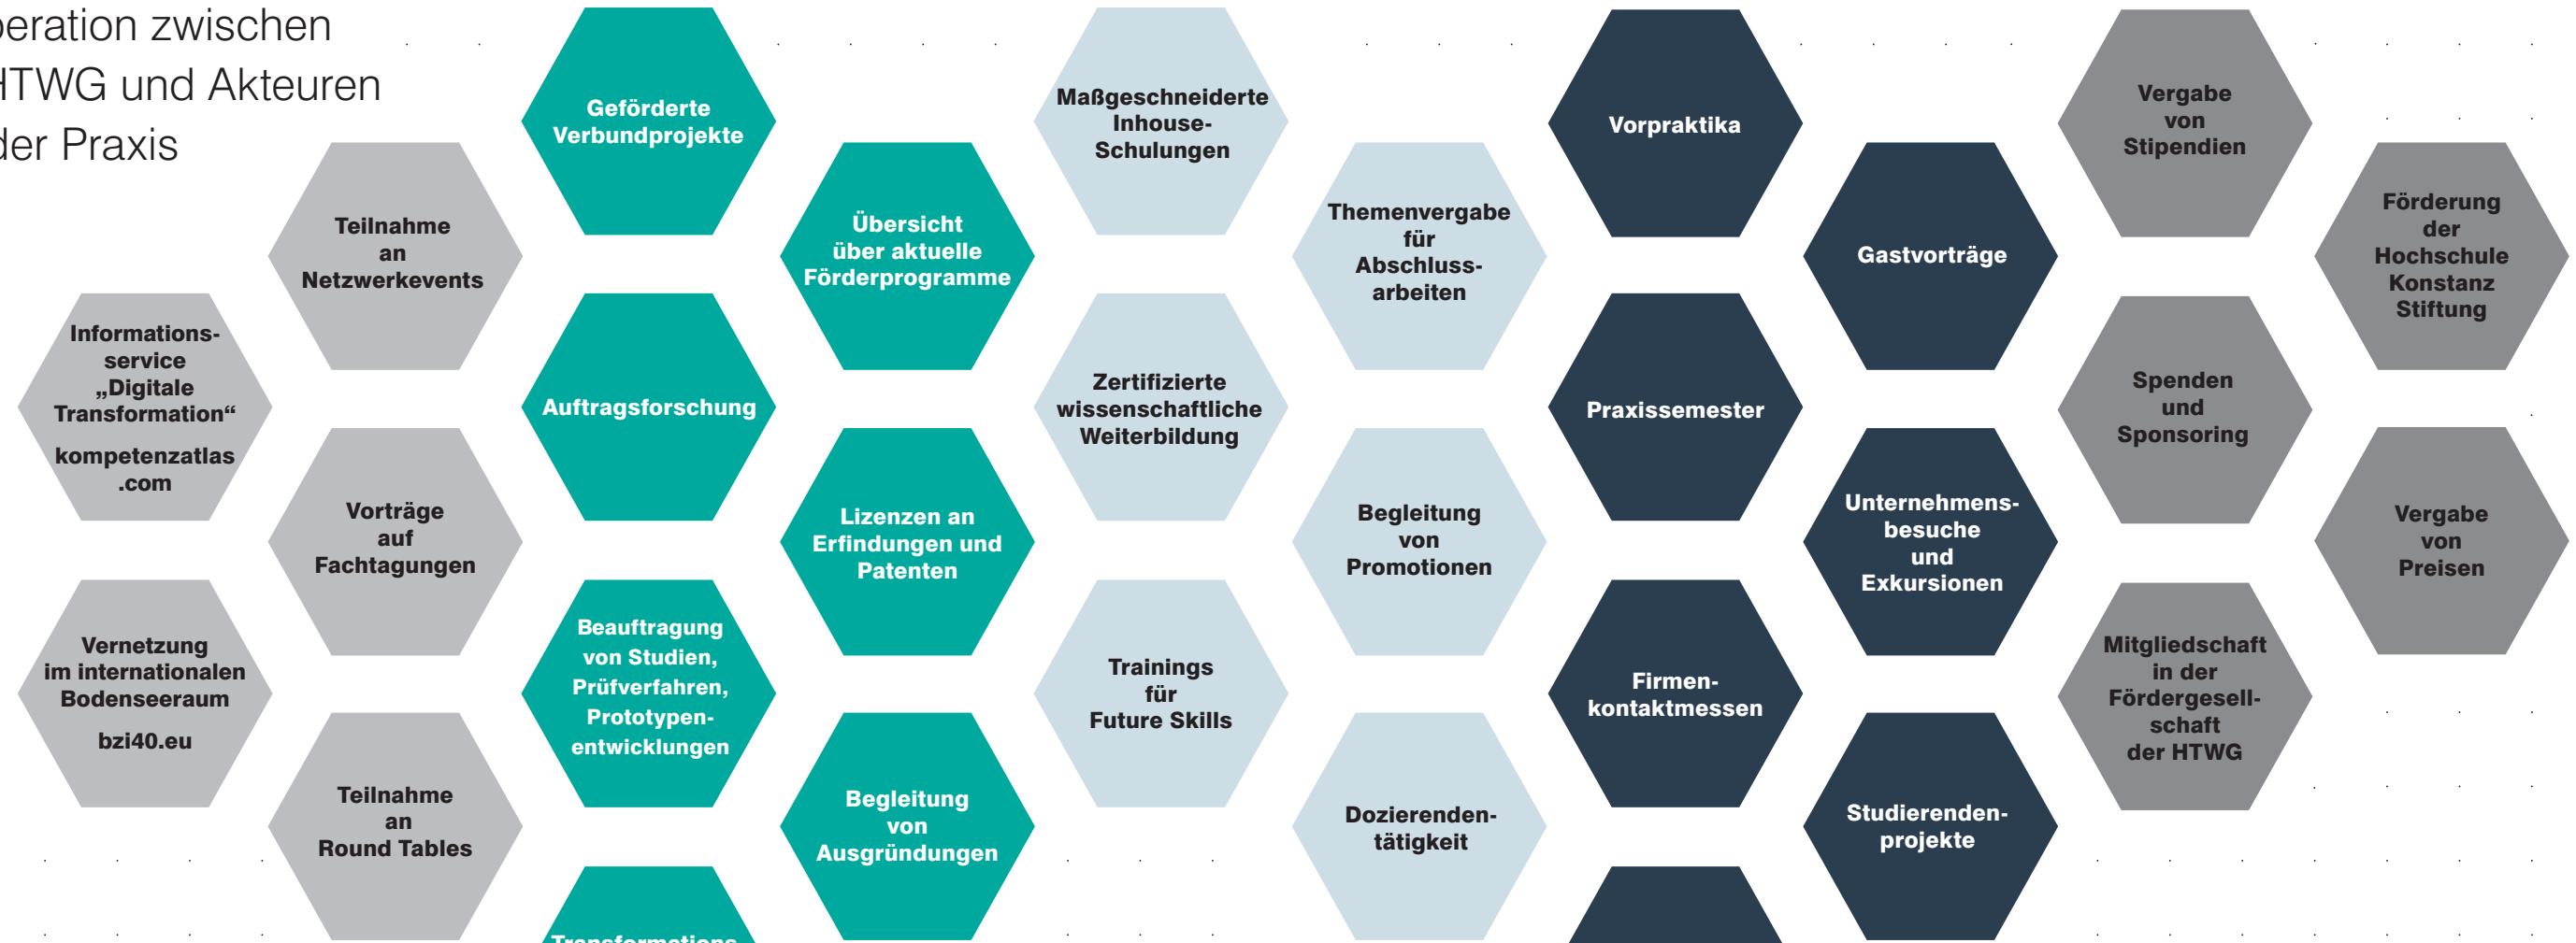 peration zwischen
HTWG und Akteuren
der Praxis
Informations-
service
„Digitale
Transformation“
kompetenzatlas
.com
Vernetzung
im internationalen
Bodenseeraum
bzi40.eu
Teilnahme
an
Netzwerkevents
Vorträge
auf
Fachtagungen
Teilnahme
an
Round Tables
Geförderte
Verbundprojekte
Auftragsforschung
Beauftragung
von Studien,
Prüfverfahren,
Prototypen-
entwicklungen
Transformations
Übersicht
über aktuelle
Förderprogramme
Lizenzen an
Erfindungen und
Patenten
Begleitung
von
Ausgründungen
Maßgeschneiderte
Inhouse-
Schulungen
Zertifizierte
wissenschaftliche
Weiterbildung
Trainings
für
Future Skills
Themenvergabe
für
Abschluss-
arbeiten
Begleitung
von
Promotionen
Dozierenden-
tätigkeit
Vorpraktika
Praxissemester
Firmen-
kontaktmessen
Gastvorträge
Unternehmens-
besuche
und
Exkursionen
Studierenden-
projekte
Vergabe
von
Stipendien
Spenden
und
Sponsoring
Mitgliedschaft
in der
Fördergesell-
schaft
der HTWG
Förderung
der
Hochschule
Konstanz
Stiftung
Vergabe
von
Preisen